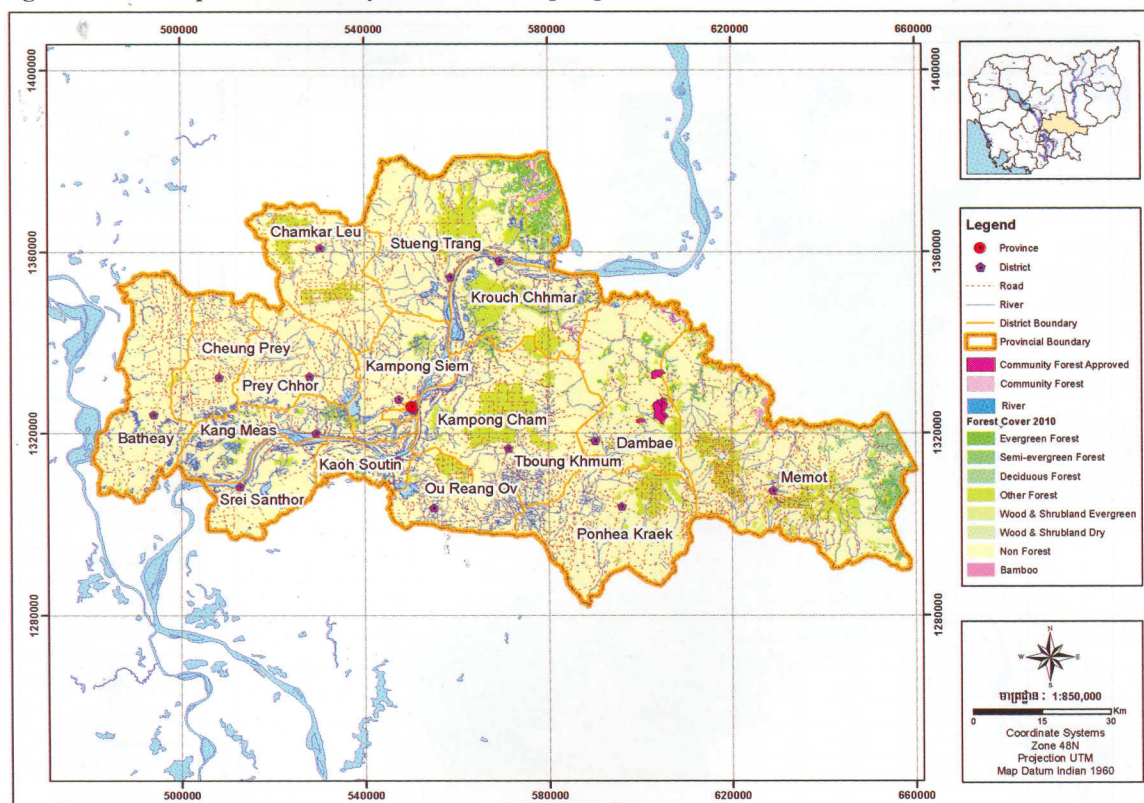 500000
540000
580000
620000
660000
1400000
1360000
1320000
1280000
1400000
1360000
1320000
1280000
Chamkar Leu
Stueng Trang
Krouch Chhmar
Cheung Prey
Prey Chhor
Kampong Siem
Kampong Cham
Batheay
Kang Meas
Dambae
Kaoh Soutin
Tboung Khmum
Memot
Srei Santhor
Ou Reang Ov
Ponhea Kraek
500000
540000
580000
620000
660000
Legend
Province
District
Road
River
District Boundary
Provincial Boundary
Community Forest Approved
Community Forest
River
Forest Cover 2010
Evergreen Forest
Semi-evergreen Forest
Deciduous Forest
Other Forest
Wood & Shrubland Evergreen
Wood & Shrubland Dry
Non Forest
Bamboo
N
W
E
S
1:850,000
Km
0 15 30
Coordinate Systems
Zone 48N
Projection UTM
Map Datum Indian 1960